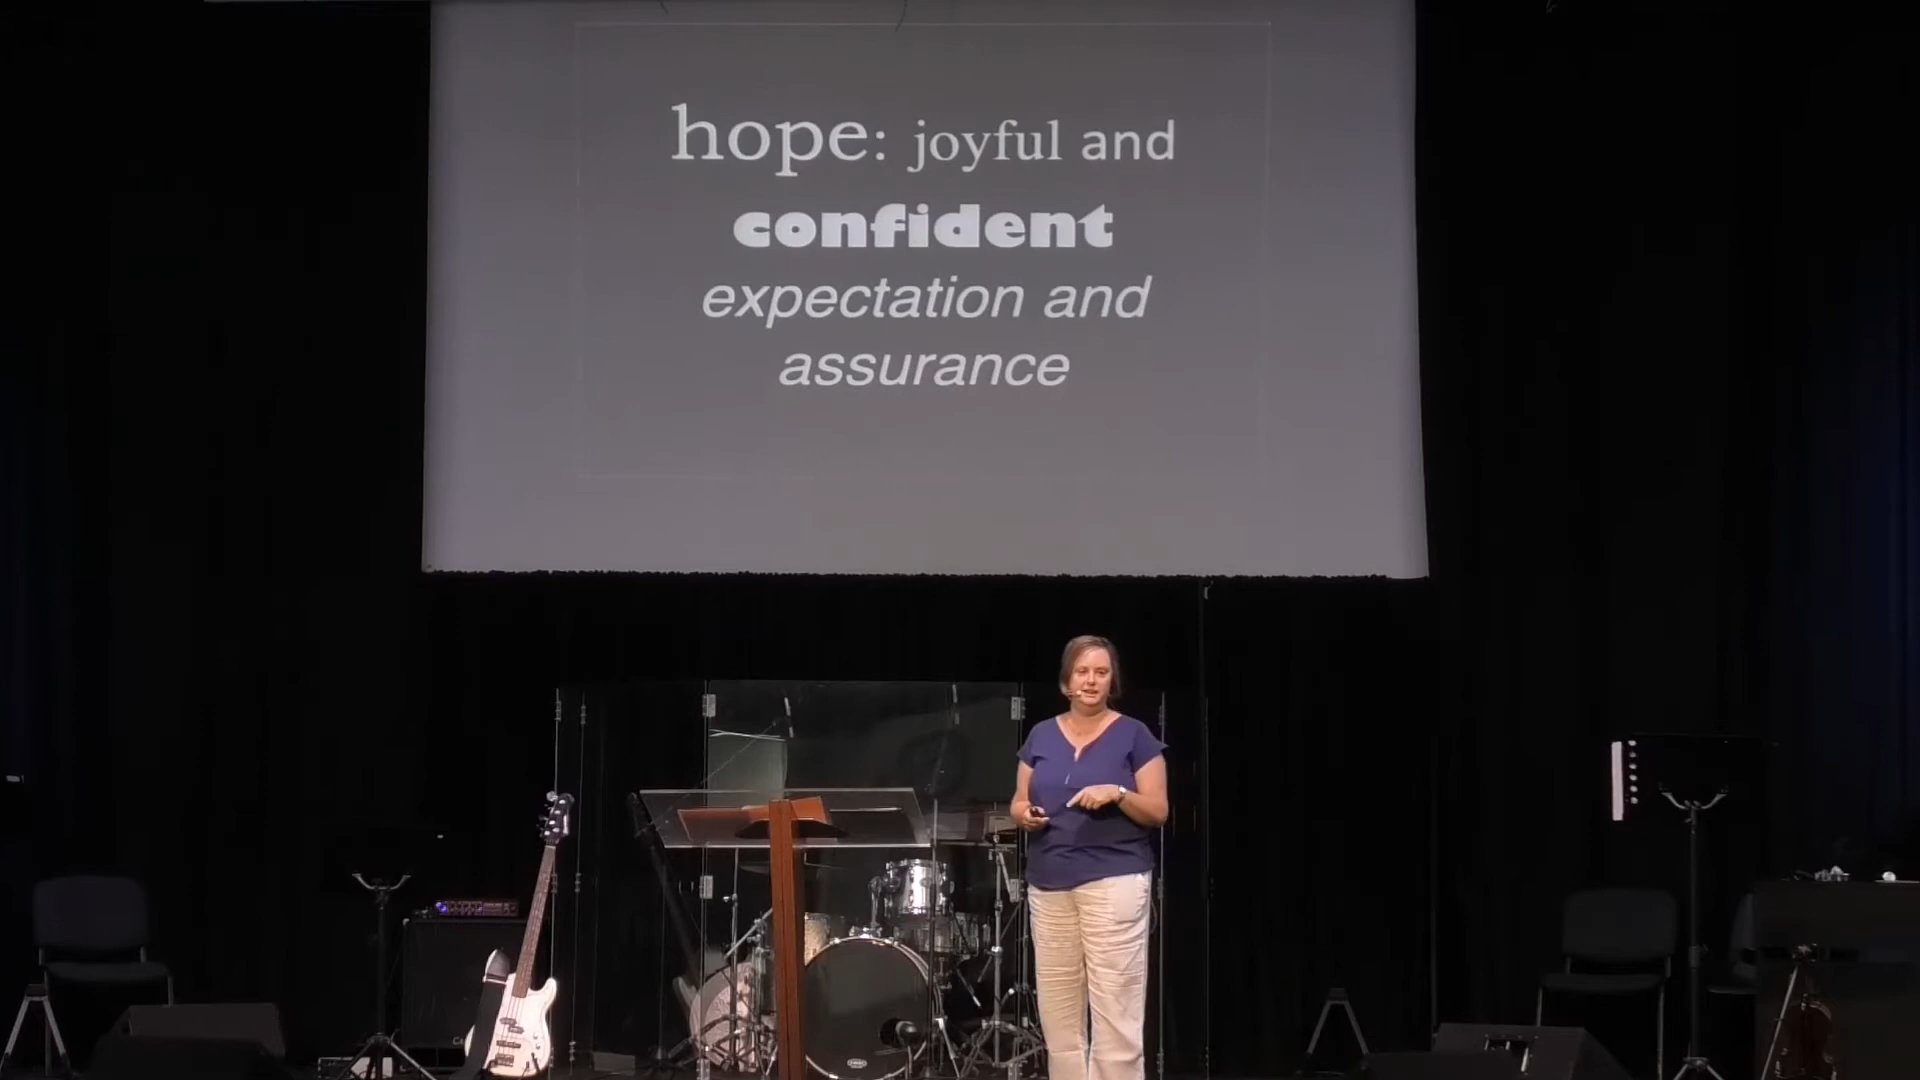 hope: joyful and
confident
expectation and
assurance